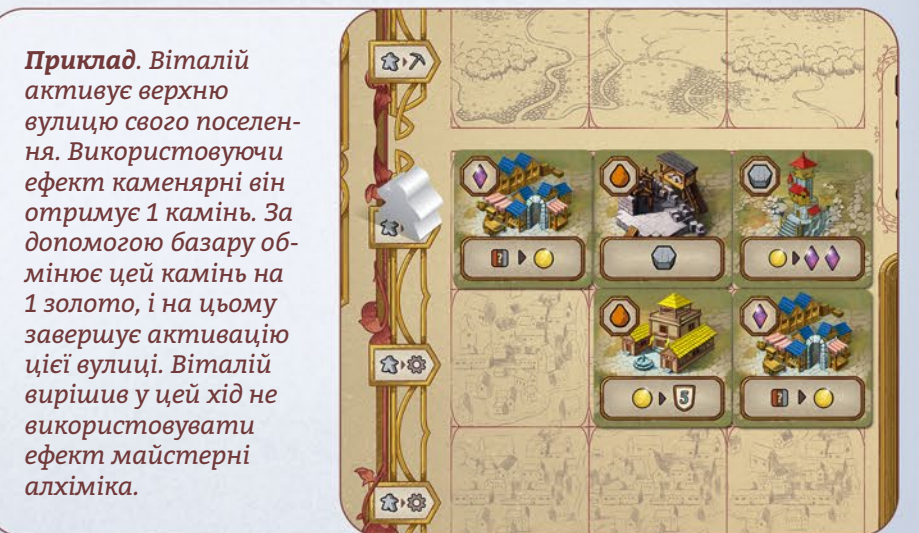 Приклад. Віталій
активує верхню
вулицю свого поселен-
ня. Використовуючи
ефект каменярні він
отримує 1 камінь. За
допомогою базару об-
мінює цей камінь на
1 золото, і на цьому
завершує активацію
цієї вулиці. Віталій
вирішив у цей хід не
використовувати
ефект майстерні
алхіміка.
?
5
?